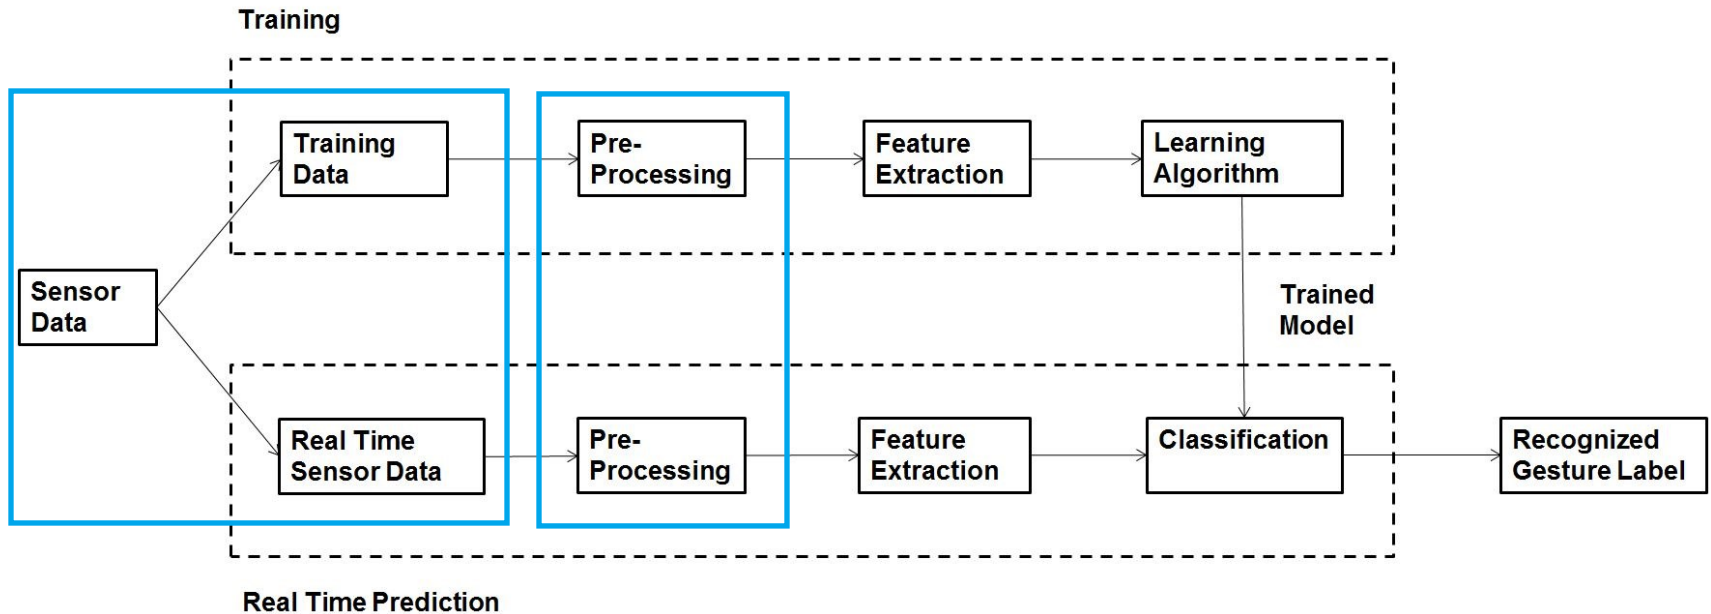 Training
Training
Data
Pre-
Processing
Feature
Extraction
Learning
Algorithm
Sensor
Data
Trained
Model
Real Time
Sensor Data
Pre-
Processing
Feature
Extraction
Classification
Recognized
Gesture Label
Real Time Prediction